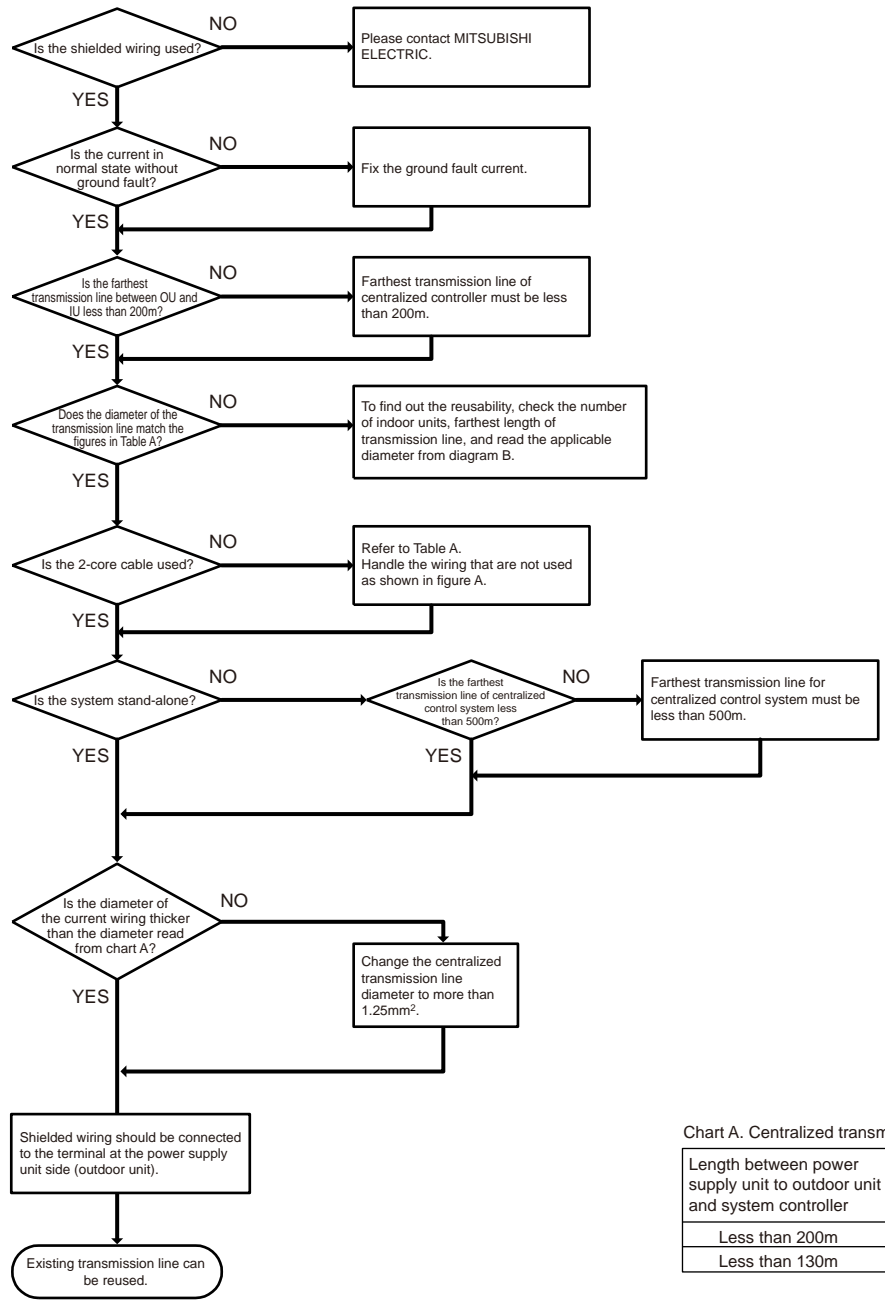 Is the shielded wiring used?
NO
Please contact MITSUBISHI
ELECTRIC.
YES
Is the current in
normal state without
ground fault?
NO
Fix the ground fault current.
YES
Is the farthest
transmission line between OU and
IU less than 200m?
NO
Farthest transmission line of
centralized controller must be less
than 200m.
YES
Does the diameter of the
transmission line match the
figures in Table A?
NO
To find out the reusability, check the number
of indoor units, farthest length of
transmission line, and read the applicable
diameter from diagram B.
YES
Is the 2-core cable used?
NO
Refer to Table A.
Handle the wiring that are not used
as shown in figure A.
YES
Is the system stand-alone?
NO
Is the farthest
transmission line of centralized
control system less
than 500m?
NO
Farthest transmission line for
centralized control system must be
less than 500m.
YES
YES
Is the diameter of
the current wiring thicker
than the diameter read
from chart A?
NO
Change the centralized
transmission line
diameter to more than
1.25mm².
YES
Shielded wiring should be connected
to the terminal at the power supply
unit side (outdoor unit).
Existing transmission line can
be reused.
Chart A. Centralized transm
Length between power
supply unit to outdoor unit
and system controller
Less than 200m
Less than 130m